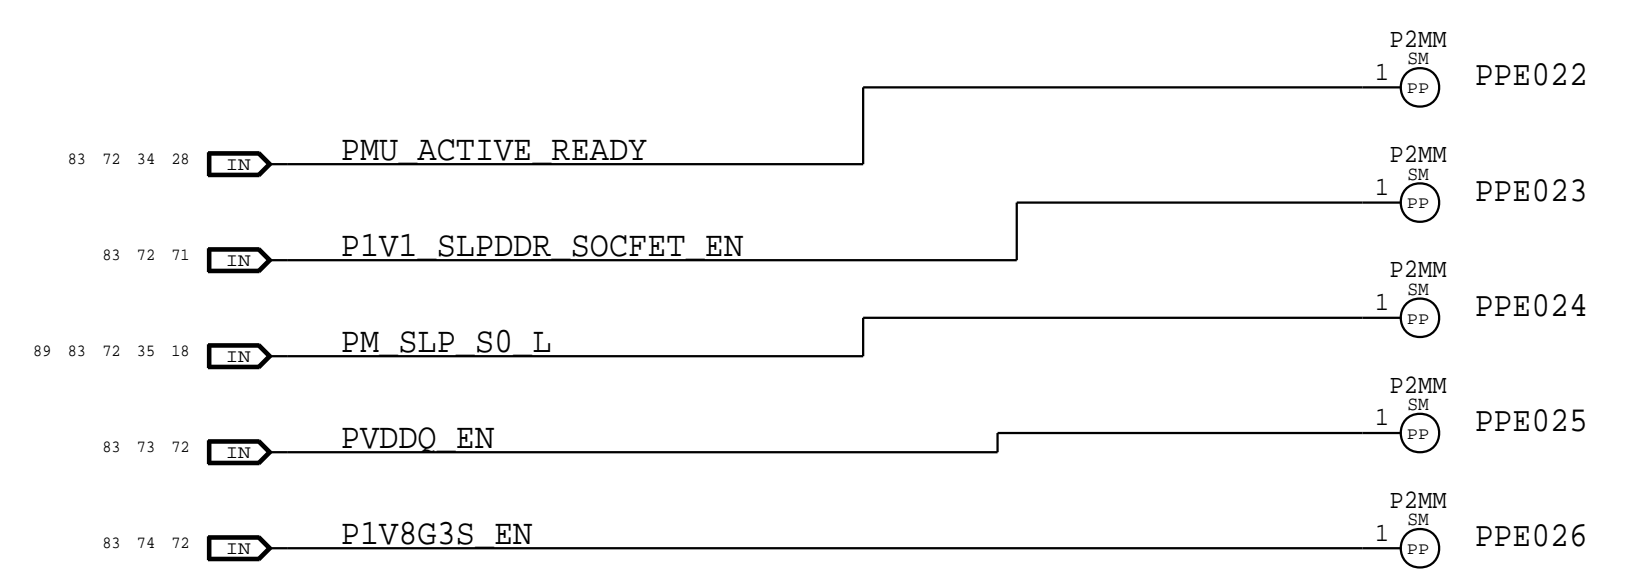 P2MM
SM
1 PP PPE022
83 72 34 28 IN PMU_ACTIVE_READY
P2MM
SM
1 PP PPE023
83 72 71 IN P1V1_SLPDDR_SOCFET_EN
P2MM
SM
1 PP PPE024
89 83 72 35 18 IN PM_SLP_S0_L
P2MM
SM
1 PP PPE025
83 73 72 IN PVDDQ_EN
P2MM
SM
1 PP PPE026
83 74 72 IN P1V8G3S_EN